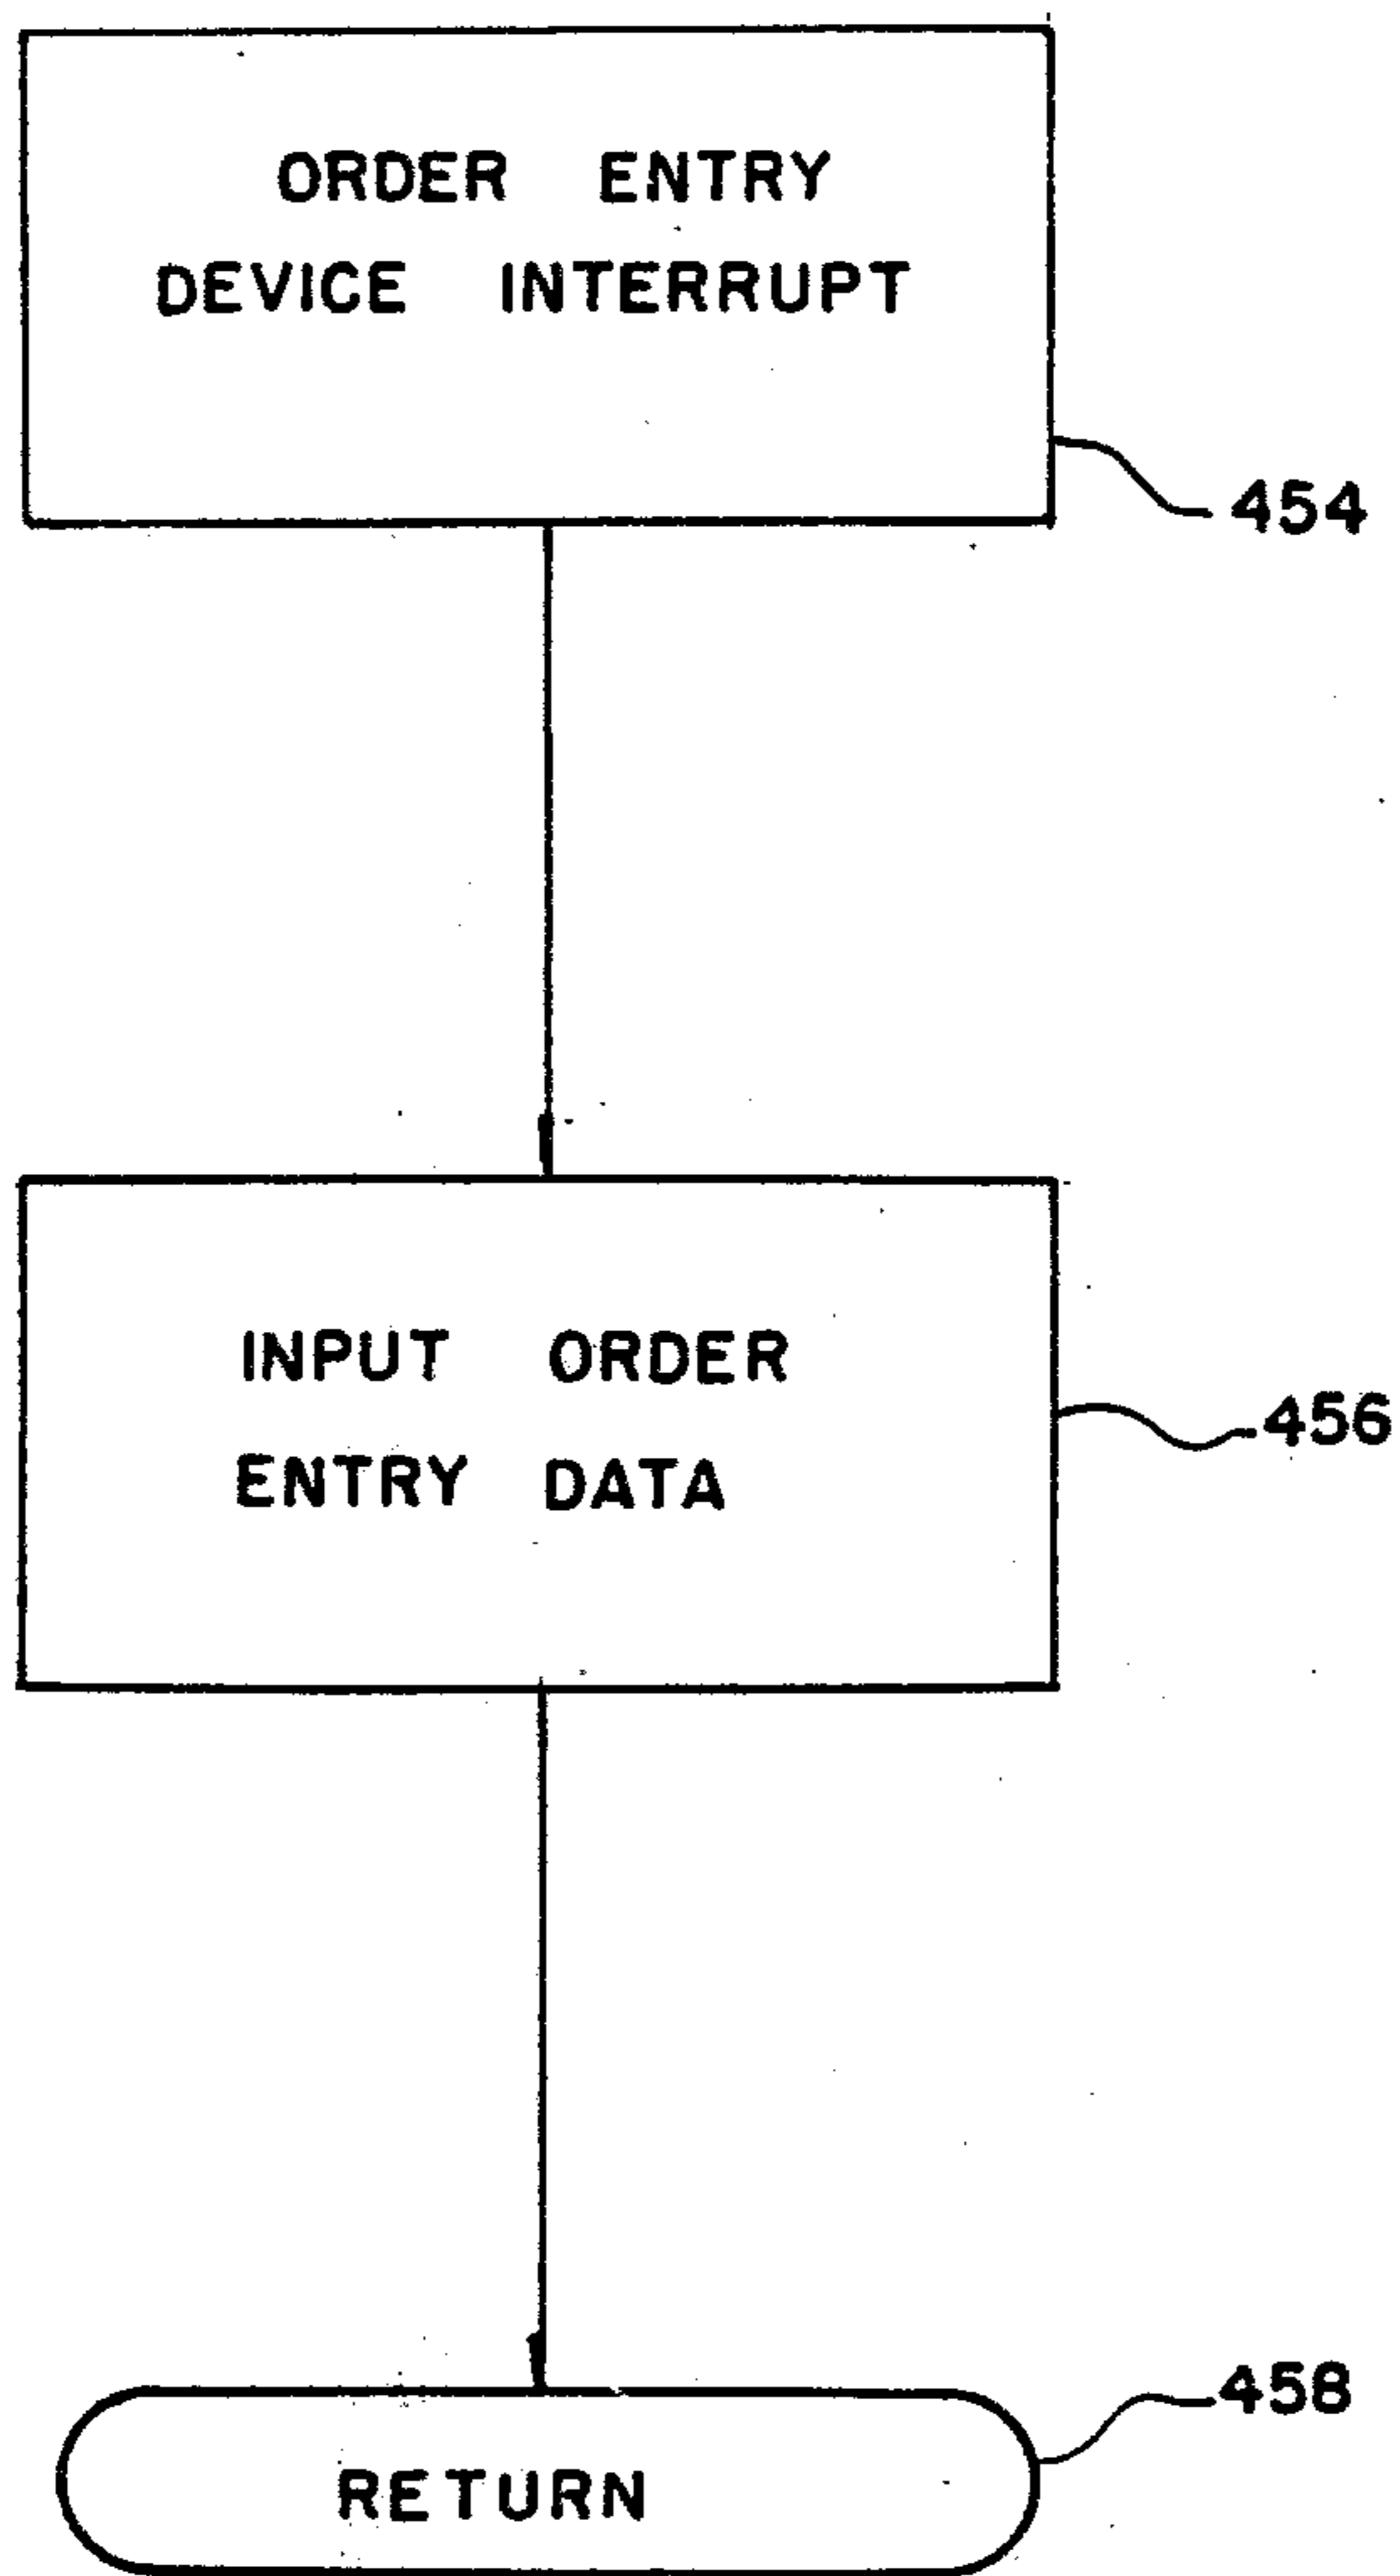 ORDER ENTRY
DEVICE INTERRUPT
454
INPUT ORDER
ENTRY DATA
456
458
RETURN